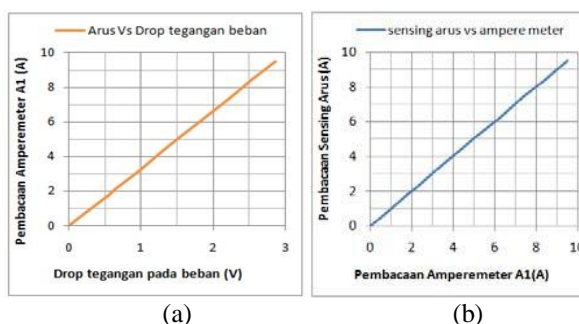 Arus Vs Drop tegangan beban
Pembacaan Amperemeter A1 (A)
10
8
6
4
2
0
0 1 2 3
Drop tegangan pada beban (V)
(a)
sensing arus vs ampere meter
Pembacaan Sensing Arus(A)
10
8
6
4
2
0
0 2 4 6 8 10
Pembacaan Amperemeter A1(A)
(b)